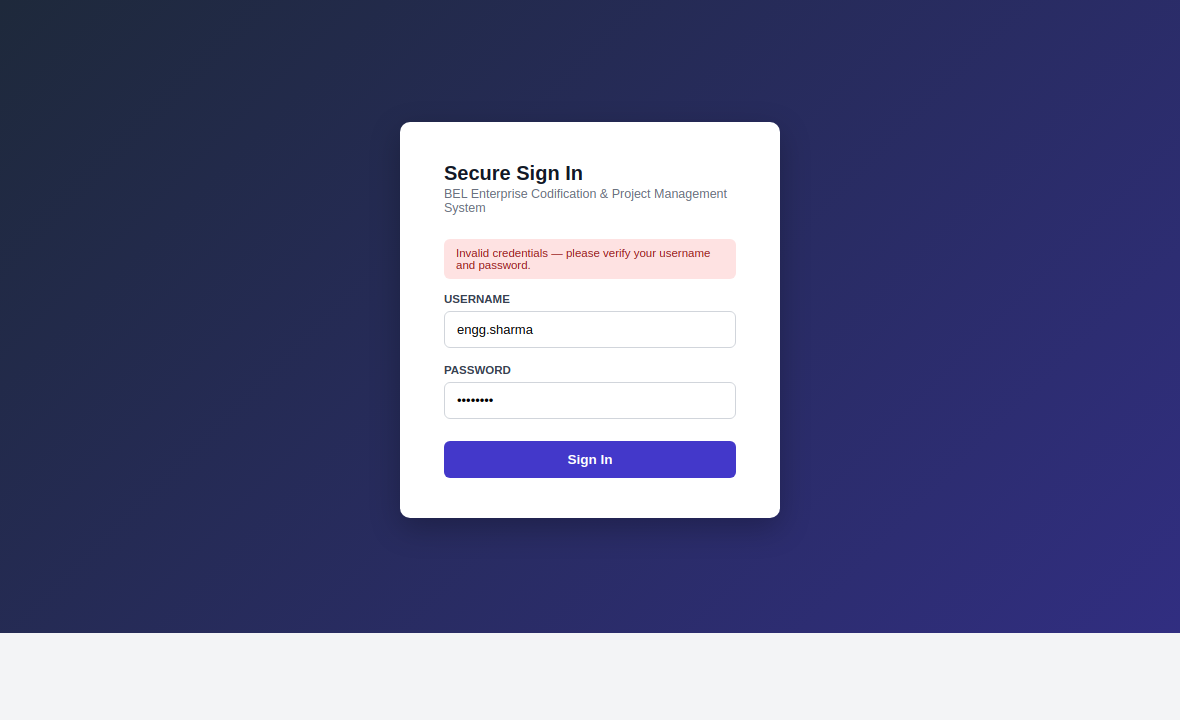 Secure Sign In
BEL Enterprise Codification & Project Management
System
Invalid credentials — please verify your username
and password.
USERNAME
engg.sharma
PASSWORD
••••••••
Sign In